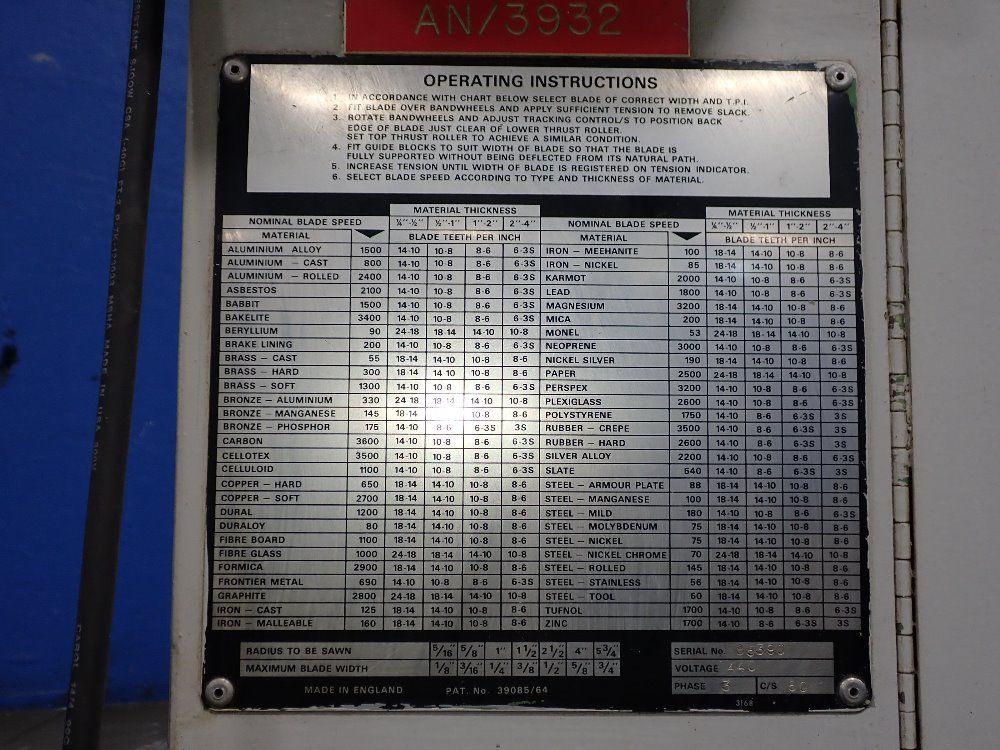 AN/3932
OPERATING INSTRUCTIONS
1. IN ACCORDANCE WITH CHART BELOW SELECT BLADE OF CORRECT WIDTH AND T.P.I.
2. FIT BLADE OVER BANDWHEELS AND APPLY SUFFICIENT TENSION TO REMOVE SLACK.
3. ROTATE BANDWHEELS AND ADJUST TRACKING CONTROL/S TO POSITION BACK
EDGE OF BLADE JUST CLEAR OF LOWER THRUST ROLLER.
SET TOP THRUST ROLLER TO ACHIEVE A SIMILAR CONDITION.
4. FIT GUIDE BLOCKS TO SUIT WIDTH OF BLADE SO THAT THE BLADE IS
FULLY SUPPORTED WITHOUT BEING DEFLECTED FROM ITS NATURAL PATH.
5. INCREASE TENSION UNTIL WIDTH OF BLADE IS REGISTERED ON TENSION INDICATOR.
6. SELECT BLADE SPEED ACCORDING TO TYPE AND THICKNESS OF MATERIAL.
MATERIAL THICKNESS
NOMINAL BLADE SPEED ¼"-½" ½"-1" 1"-2" 2"-4"
MATERIAL BLADE TEETH PER INCH
ALUMINIUM ALLOY 1500 14-10 10-8 8-6 6-3S
ALUMINIUM – CAST 800 14-10 10-8 8-6 6-3S
ALUMINIUM – ROLLED 2400 14-10 10-8 8-6 6-3S
ASBESTOS 2100 14-10 10-8 8-6 6-3S
BABBIT 1500 14-10 10-8 8-6 6-3S
BAKELITE 3400 14-10 10-8 8-6 6-3S
BERYLLIUM 90 24-18 18-14 14-10 10-8
BRAKE LINING 200 14-10 10-8 8-6 6-3S
BRASS – CAST 55 18-14 14-10 10-8 8-6
BRASS – HARD 300 18-14 14-10 10-8 8-6
BRASS – SOFT 1300 14-10 10-8 8-6 6-3S
BRONZE – ALUMINIUM 330 24-18 18-14 14-10 10-8
BRONZE – MANGANESE 145 18-14 10-8 8-6
BRONZE – PHOSPHOR 175 14-10 8-6 6-3S 3S
CARBON 3600 14-10 10-8 8-6 6-3S
CELLOTEX 3500 14-10 10-8 8-6 6-3S
CELLULOID 1100 14-10 10-8 8-6 6-3S
COPPER – HARD 650 18-14 14-10 10-8 8-6
COPPER – SOFT 2700 18-14 14-10 10-8 8-6
DURAL 1200 18-14 14-10 10-8 8-6
DURALOY 80 18-14 14-10 10-8 8-6
FIBRE BOARD 1100 18-14 14-10 10-8 8-6
FIBRE GLASS 1000 24-18 18-14 14-10 10-8
FORMICA 2900 18-14 14-10 10-8 8-6
FRONTIER METAL 690 14-10 10-8 8-6 6-3S
GRAPHITE 2800 24-18 18-14 14-10 10-8
IRON – CAST 125 18-14 14-10 10-8 8-6
IRON – MALLEABLE 160 18-14 14-10 10-8 8-6
MATERIAL THICKNESS
NOMINAL BLADE SPEED ¼"-½" ½"-1" 1"-2" 2"-4"
MATERIAL BLADE TEETH PER INCH
IRON – MEEHANITE 100 18-14 14-10 10-8 8-6
IRON – NICKEL 85 18-14 14-10 10-8 8-6
KARMOT 2000 14-10 10-8 8-6 6-3S
LEAD 1800 14-10 10-8 8-6 6-3S
MAGNESIUM 3200 18-14 14-10 10-8 8-6
MICA 200 18-14 14-10 10-8 8-6
MONEL 53 24-18 18-14 14-10 10-8
NEOPRENE 3000 14-10 10-8 8-6 6-3S
NICKEL SILVER 190 18-14 14-10 10-8 8-6
PAPER 2500 24-18 18-14 14-10 10-8
PERSPEX 3200 14-10 10-8 8-6 6-3S
PLEXIGLASS 2600 14-10 10-8 8-6 6-3S
POLYSTYRENE 1750 14-10 8-6 6-3S 3S
RUBBER – CREPE 3500 14-10 8-6 6-3S 3S
RUBBER – HARD 2600 14-10 8-6 6-3S 3S
SILVER ALLOY 2200 14-10 10-8 8-6 6-3S
SLATE 640 14-10 8-6 6-3S 3S
STEEL – ARMOUR PLATE 88 18-14 14-10 10-8 8-6
STEEL – MANGANESE 100 18-14 14-10 10-8 8-6
STEEL – MILD 180 14-10 10-8 8-6 6-3S
STEEL – MOLYBDENUM 75 18-14 14-10 10-8 8-6
STEEL – NICKEL 75 18-14 14-10 10-8 8-6
STEEL – NICKEL CHROME 70 24-18 18-14 14-10 10-8
STEEL – ROLLED 145 18-14 14-10 10-8 8-6
STEEL – STAINLESS 56 18-14 14-10 10-8 8-6
STEEL – TOOL 60 18-14 14-10 10-8 8-6
TUFNOL 1700 14-10 10-8 8-6 6-3S
ZINC 1700 14-10 8-6 6-3S 3S
RADIUS TO BE SAWN 5/16" 5/8" 1" 1½" 2½" 4" 5¾"
MAXIMUM BLADE WIDTH 1/8" 3/16" 1/4" 3/8" 1/2" 5/8" 3/4"
MADE IN ENGLAND PAT. No. 39085/64
SERIAL No.
VOLTAGE 440
PHASE 3 C/S 60
3168